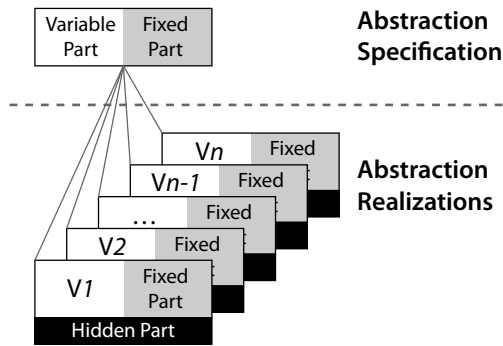 Variable
Part
Fixed
Part
Abstraction
Specification
Vn
Fixed
Vn-1
Fixed
...
Fixed
V2
Fixed
V1
Fixed
Part
Hidden Part
Abstraction
Realizations